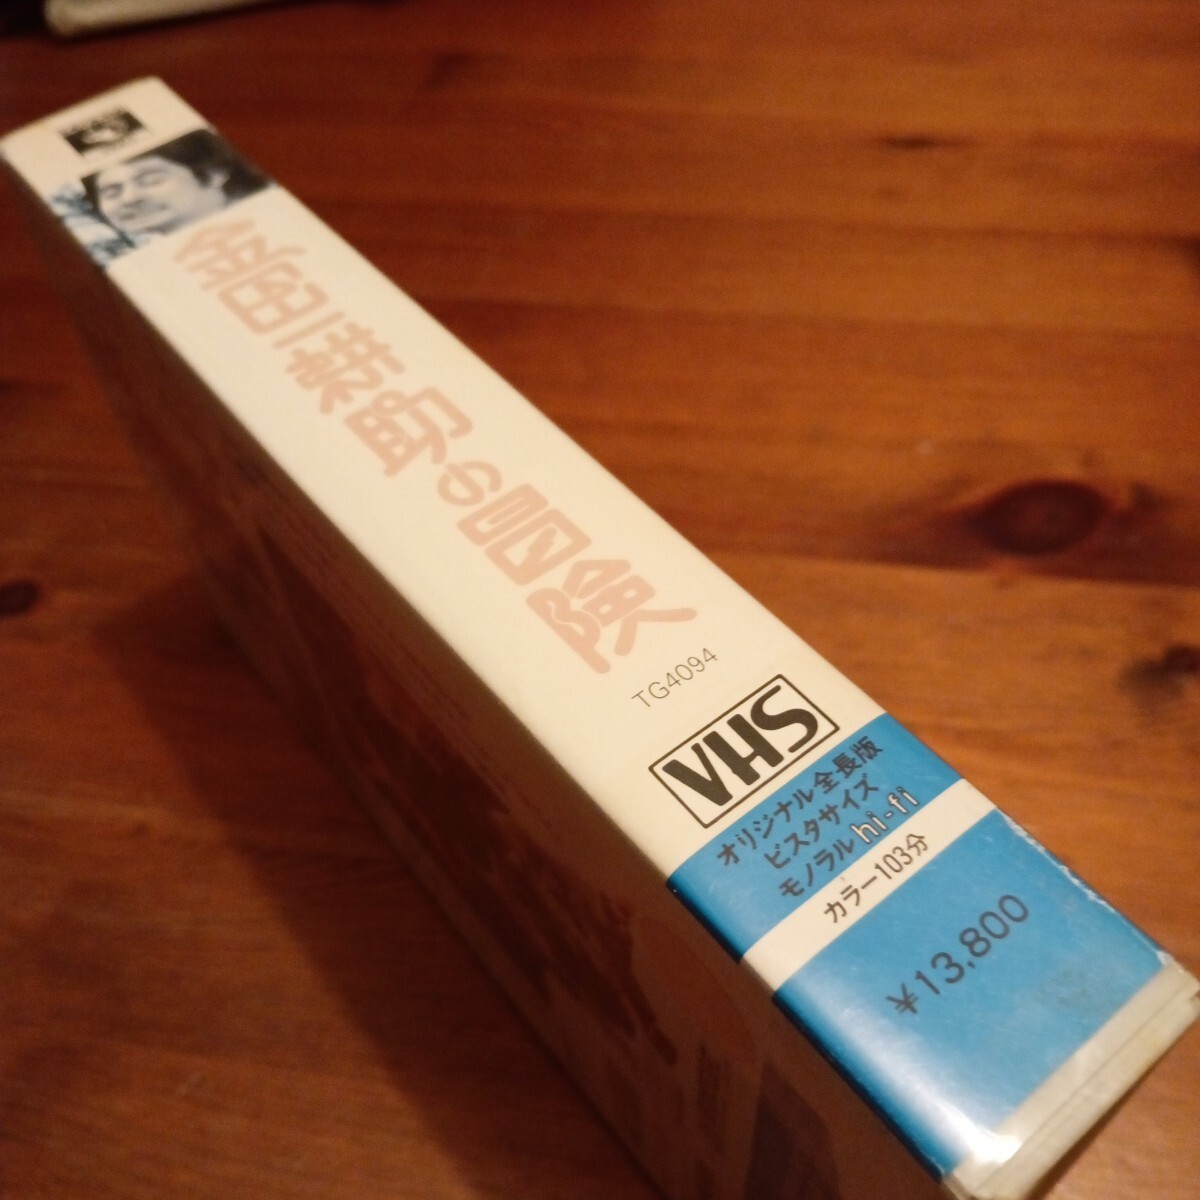 金田一耕助の冒険
TG4094
VHS
オリジナル全長版
ビスタサイズ
モノラル hi-fi
カラー103分
¥13,800